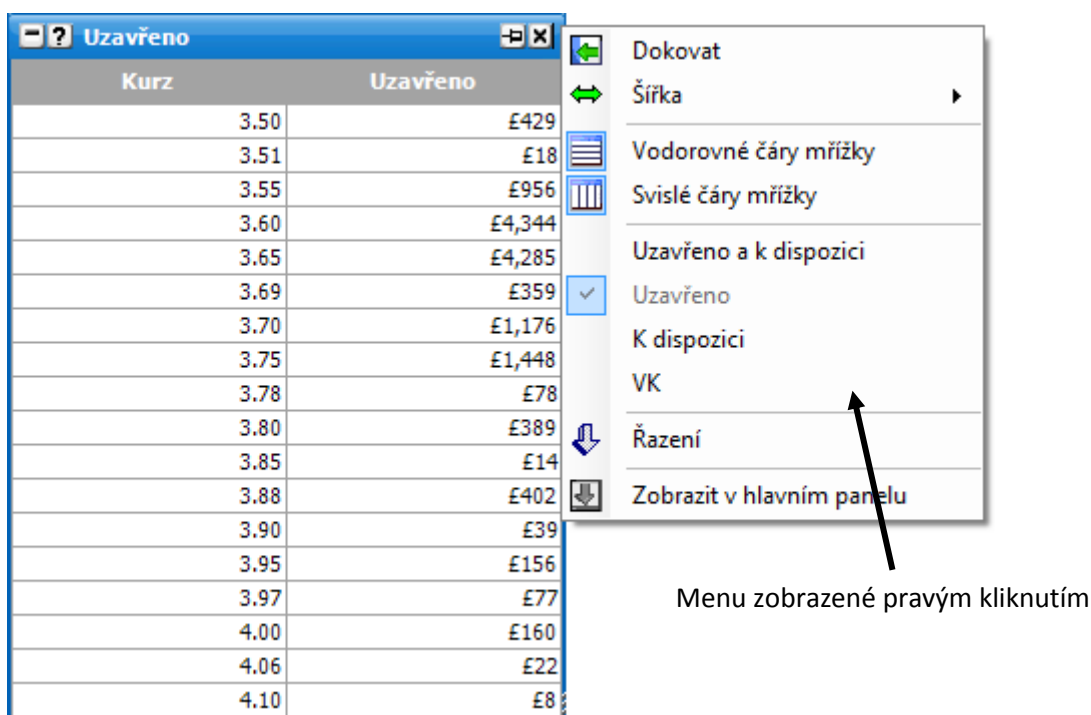 Uzavřeno
Kurz Uzavřeno
3.50 £429
3.51 £18
3.55 £956
3.60 £4,344
3.65 £4,285
3.69 £359
3.70 £1,176
3.75 £1,448
3.78 £78
3.80 £389
3.85 £14
3.88 £402
3.90 £39
3.95 £156
3.97 £77
4.00 £160
4.06 £22
4.10 £8
Dokovat
Šířka
Vodorovné čáry mřížky
Svislé čáry mřížky
Uzavřeno a k dispozici
Uzavřeno
K dispozici
VK
Řazení
Zobrazit v hlavním panelu
Menu zobrazené pravým kliknutím